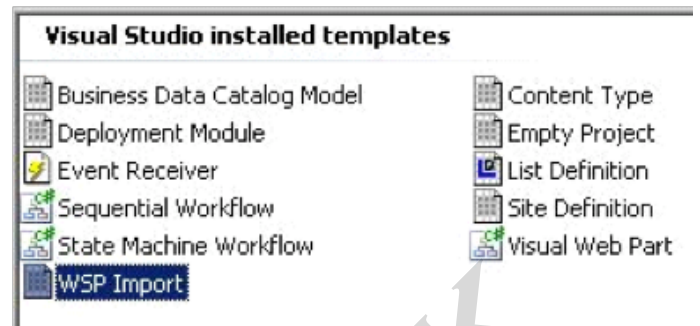 Visual Studio installed templates
Business Data Catalog Model
Content Type
Deployment Module
Empty Project
Event Receiver
List Definition
Sequential Workflow
Site Definition
State Machine Workflow
Visual Web Part
WSP Import